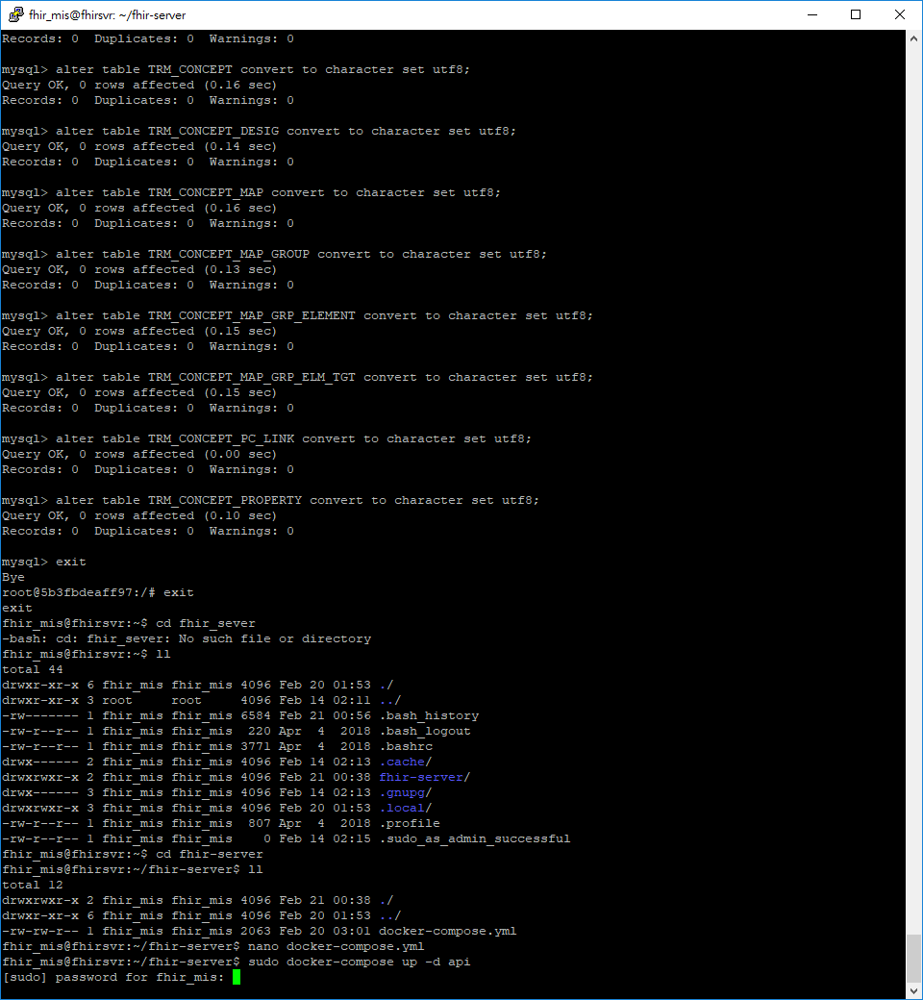 fhir_mis@fhirsvr: ~/fhir-server
Records: 0  Duplicates: 0  Warnings: 0
mysql> alter table TRM_CONCEPT convert to character set utf8;
Query OK, 0 rows affected (0.16 sec)
Records: 0  Duplicates: 0  Warnings: 0
mysql> alter table TRM_CONCEPT_DESIG convert to character set utf8;
Query OK, 0 rows affected (0.14 sec)
Records: 0  Duplicates: 0  Warnings: 0
mysql> alter table TRM_CONCEPT_MAP convert to character set utf8;
Query OK, 0 rows affected (0.16 sec)
Records: 0  Duplicates: 0  Warnings: 0
mysql> alter table TRM_CONCEPT_MAP_GROUP convert to character set utf8;
Query OK, 0 rows affected (0.13 sec)
Records: 0  Duplicates: 0  Warnings: 0
mysql> alter table TRM_CONCEPT_MAP_GRP_ELEMENT convert to character set utf8;
Query OK, 0 rows affected (0.15 sec)
Records: 0  Duplicates: 0  Warnings: 0
mysql> alter table TRM_CONCEPT_MAP_GRP_ELM_TGT convert to character set utf8;
Query OK, 0 rows affected (0.15 sec)
Records: 0  Duplicates: 0  Warnings: 0
mysql> alter table TRM_CONCEPT_PC_LINK convert to character set utf8;
Query OK, 0 rows affected (0.00 sec)
Records: 0  Duplicates: 0  Warnings: 0
mysql> alter table TRM_CONCEPT_PROPERTY convert to character set utf8;
Query OK, 0 rows affected (0.10 sec)
Records: 0  Duplicates: 0  Warnings: 0
mysql> exit
Bye
root@5b3fbdeaff97:/# exit
exit
fhir_mis@fhirsvr:~$ cd fhir_sever
-bash: cd: fhir_sever: No such file or directory
fhir_mis@fhirsvr:~$ ll
total 44
drwxr-xr-x 6 fhir_mis fhir_mis 4096 Feb 20 01:53 ./
drwxr-xr-x 3 root     root     4096 Feb 14 02:11 ../
-rw------- 1 fhir_mis fhir_mis 6584 Feb 21 00:56 .bash_history
-rw-r--r-- 1 fhir_mis fhir_mis  220 Apr  4  2018 .bash_logout
-rw-r--r-- 1 fhir_mis fhir_mis 3771 Apr  4  2018 .bashrc
drwx------ 2 fhir_mis fhir_mis 4096 Feb 14 02:13 .cache/
drwxrwxr-x 2 fhir_mis fhir_mis 4096 Feb 21 00:38 fhir-server/
drwx------ 3 fhir_mis fhir_mis 4096 Feb 14 02:13 .gnupg/
drwxrwxr-x 3 fhir_mis fhir_mis 4096 Feb 20 01:53 .local/
-rw-r--r-- 1 fhir_mis fhir_mis  807 Apr  4  2018 .profile
-rw-r--r-- 1 fhir_mis fhir_mis    0 Feb 14 02:15 .sudo_as_admin_successful
fhir_mis@fhirsvr:~$ cd fhir-server
fhir_mis@fhirsvr:~/fhir-server$ ll
total 12
drwxrwxr-x 2 fhir_mis fhir_mis 4096 Feb 21 00:38 ./
drwxr-xr-x 6 fhir_mis fhir_mis 4096 Feb 20 01:53 ../
-rw-rw-r-- 1 fhir_mis fhir_mis 2063 Feb 20 03:01 docker-compose.yml
fhir_mis@fhirsvr:~/fhir-server$ nano docker-compose.yml
fhir_mis@fhirsvr:~/fhir-server$ sudo docker-compose up -d api
[sudo] password for fhir_mis: